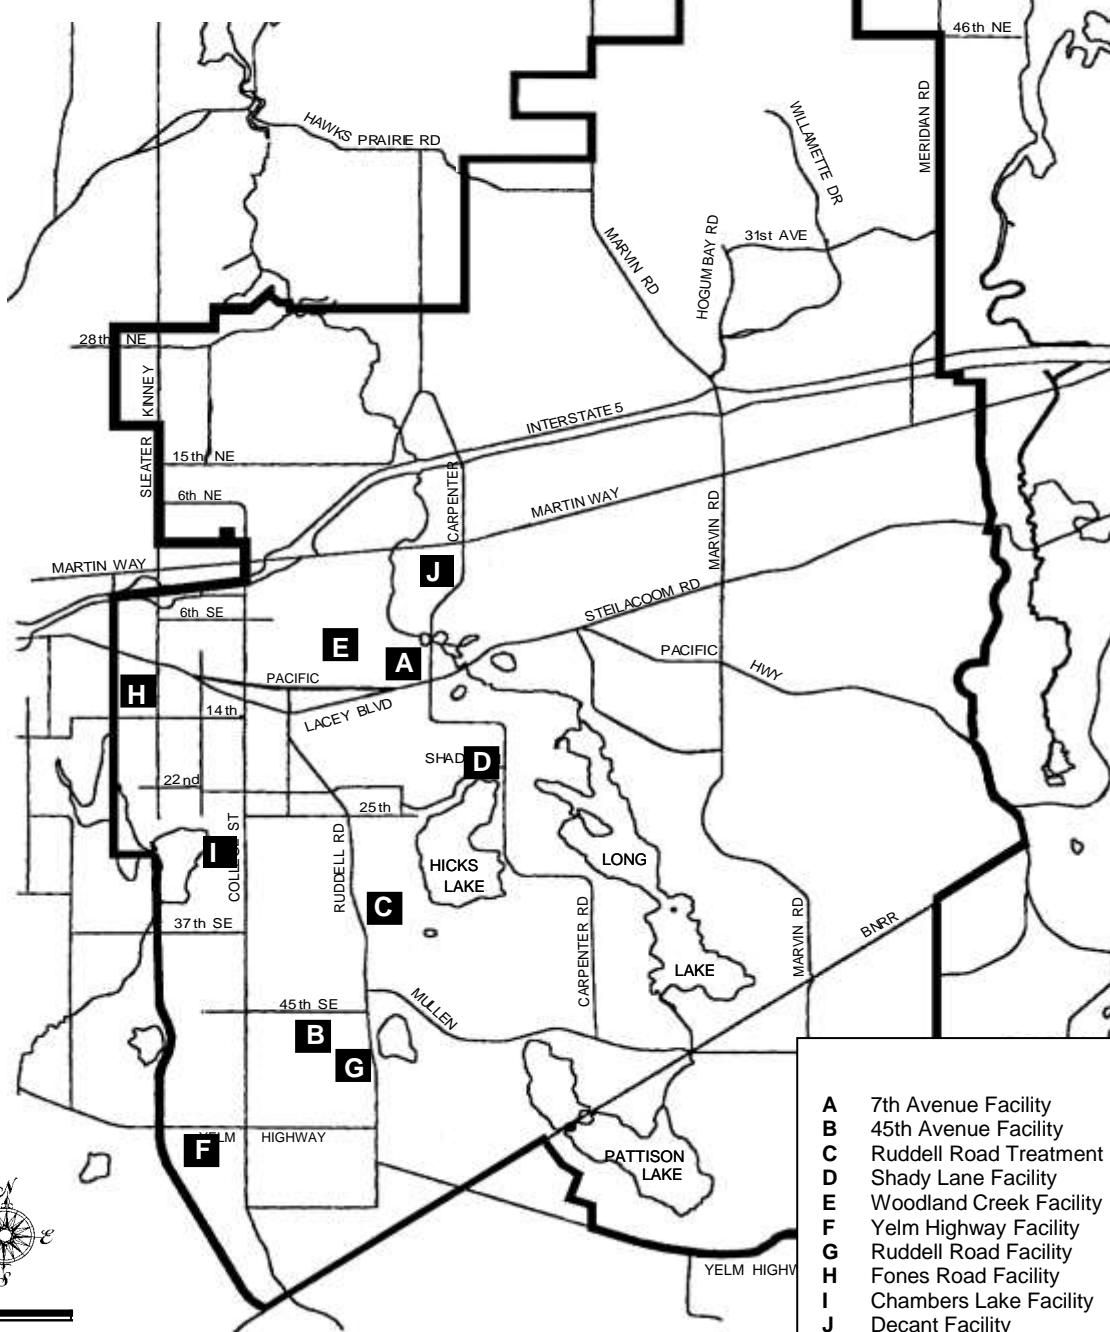 46th NE
HAWKS PRAIRIE RD
WILLAMETTE DR
MERIDIAN RD
MARVIN RD
HOGUM BAY RD
31st AVE
28th NE
SLEATER KINNEY
INTERSTATE 5
15th NE
CARPENTER
6th NE
MARTIN WAY
MARVIN RD
MARTIN WAY
J
STEILACOOM RD
6th SE
E
A
PACIFIC
HWY
H
PACIFIC
14th
LACEY BLVD
D
22nd
25th
ST
I
RUDDELL RD
HICKS
LAKE
LONG
C
37th SE
CARPENTER RD
MARVIN RD
BNRR
LAKE
45th SE
MULLEN
B
G
HIGHWAY
F
PATTISON
LAKE
N
E
S
YELM HIGHW
A 7th Avenue Facility
B 45th Avenue Facility
C Ruddell Road Treatment
D Shady Lane Facility
E Woodland Creek Facility
F Yelm Highway Facility
G Ruddell Road Facility
H Fones Road Facility
I Chambers Lake Facility
J Decant Facility